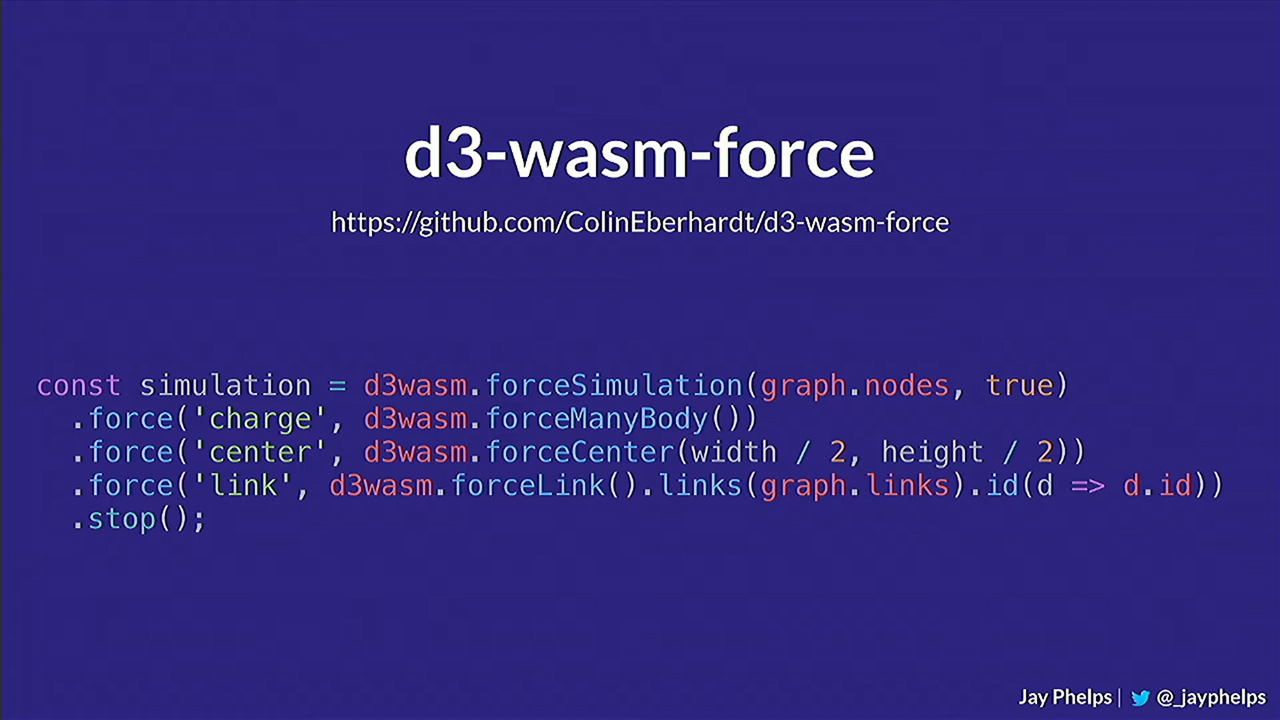 d3-wasm-force
https://github.com/ColinEberhardt/d3-wasm-force
const simulation = d3wasm.forceSimulation(graph.nodes, true)
  .force('charge', d3wasm.forceManyBody())
  .force('center', d3wasm.forceCenter(width / 2, height / 2))
  .force('link', d3wasm.forceLink().links(graph.links).id(d => d.id))
  .stop();
Jay Phelps | @_jayphelps